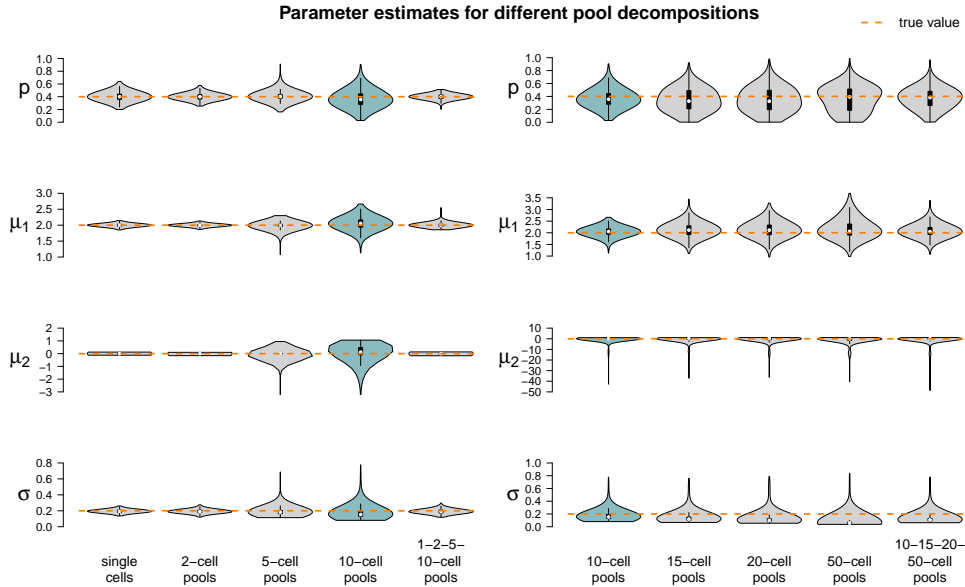 Parameter estimates for different pool decompositions
true value
p
1.0
0.8
0.6
0.4
0.2
0.0
p
1.0
0.8
0.6
0.4
0.2
0.0
μ1
3.0
2.5
2.0
1.5
1.0
μ1
3.5
3.0
2.5
2.0
1.5
1.0
μ2
2
1
0
−1
−2
−3
μ2
10
0
−10
−20
−30
−40
−50
σ
0.8
0.6
0.4
0.2
0.0
σ
1.0
0.8
0.6
0.4
0.2
0.0
single
cells
2−cell
pools
5−cell
pools
10−cell
pools
1−2−5−
10−cell
pools
10−cell
pools
15−cell
pools
20−cell
pools
50−cell
pools
10−15−20−
50−cell
pools